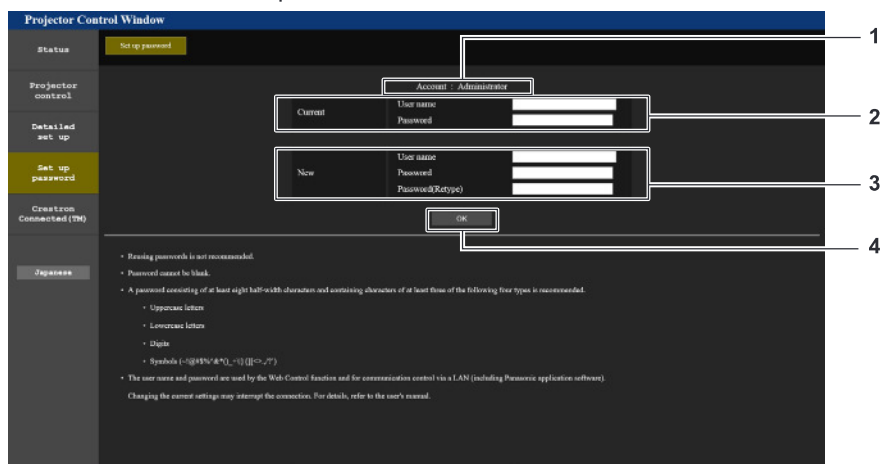 Projector Control Window
Status
Set up password
1
Projector
control
Account : Administrator
Current
User name
Password
2
Detailed
set up
Set up
password
New
User name
Password
Password(Retype)
3
Crestron
Connected(TM)
OK
4
Japanese
• Reusing passwords is not recommended.
• Password cannot be blank.
• A password consisting of at least eight half-width characters and containing characters of at least three of the following four types is recommended.
• Uppercase letters
• Lowercase letters
• Digits
• Symbols
• The user name and password are used by the Web Control function and for communication control via a LAN (including Panasonic application software).
Changing the current settings may interrupt the connection. For details, refer to the user's manual.